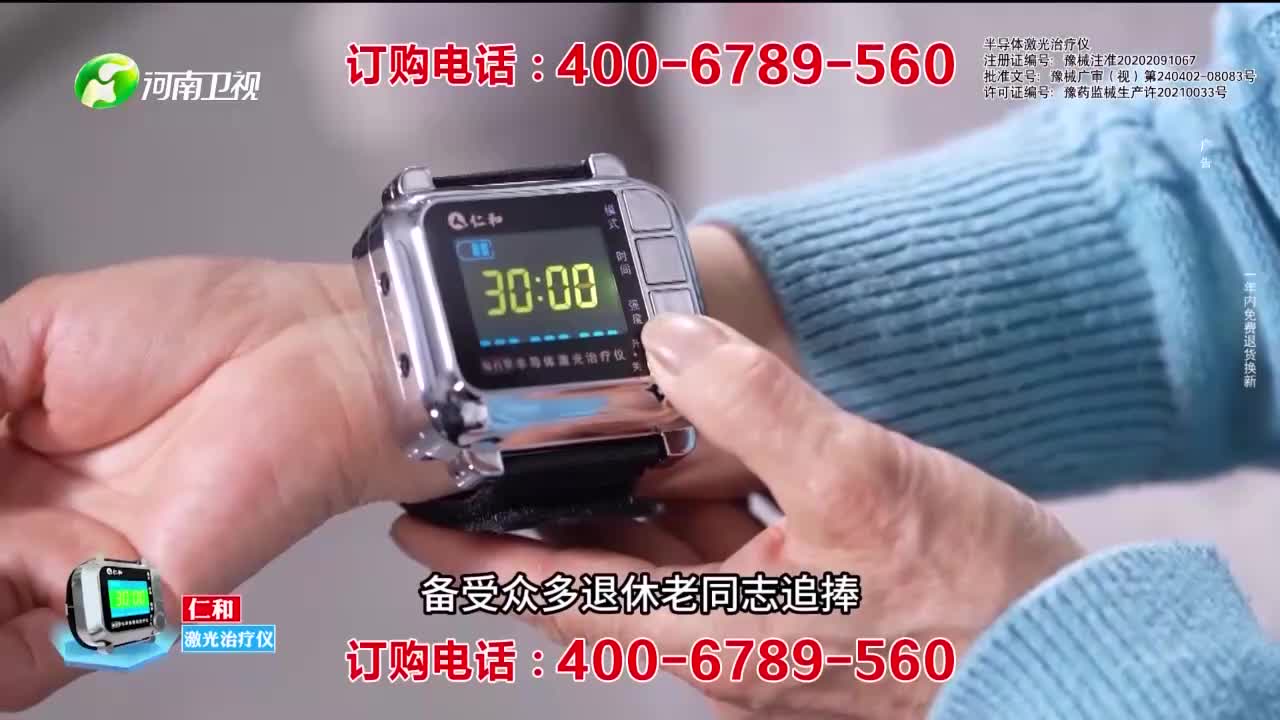 河南卫视
订购电话：400-6789-560
半导体激光治疗仪
注册证编号：豫械注准20202091067
批准文号：豫械广审（视）第240402-08083号
许可证编号：豫药监械生产许20210033号
广告
一年内免费退货换新
仁和
模式
时间
强度
开·关
30:00
半导体激光治疗仪
仁和
30:00
仁和
激光治疗仪
备受众多退休老同志追捧
订购电话：400-6789-560